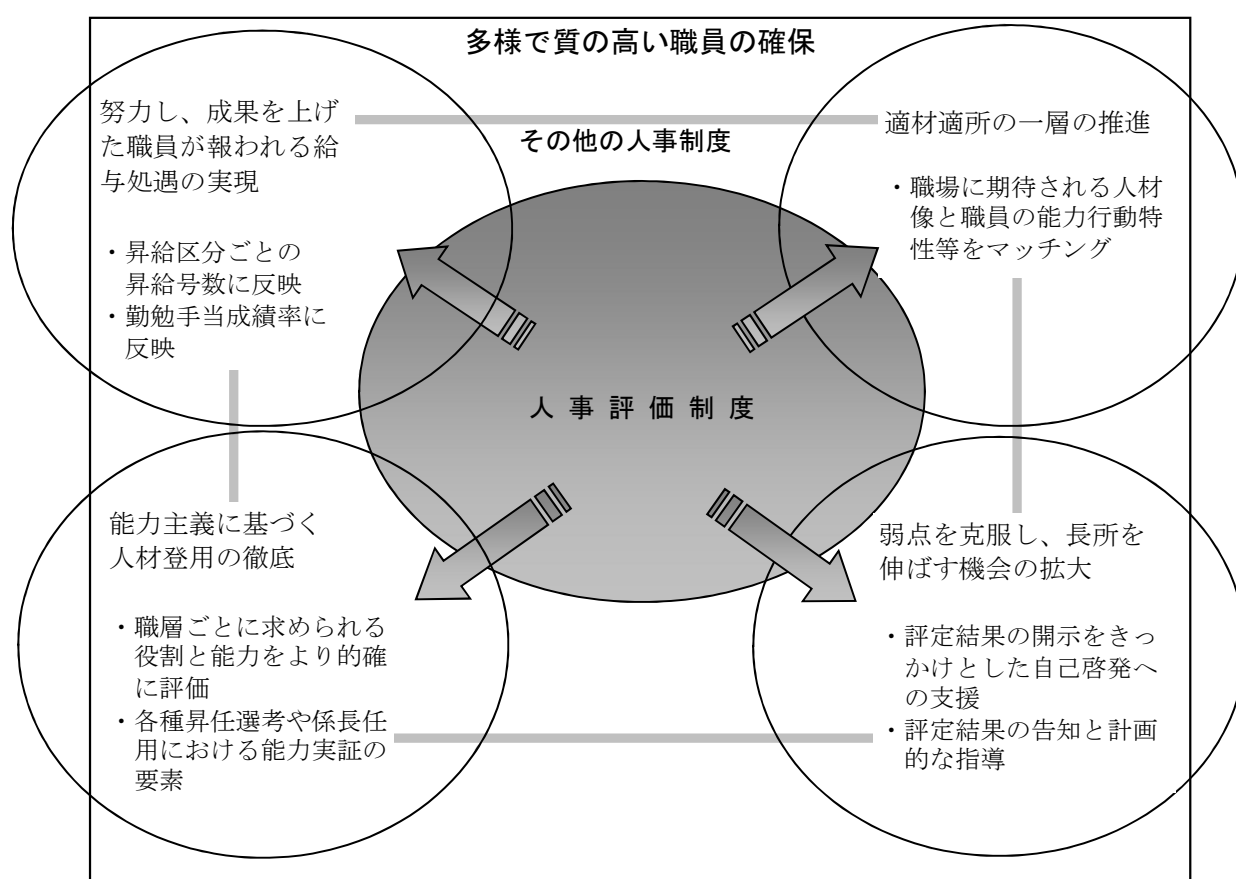 多様で質の高い職員の確保
努力し、成果を上げ
た職員が報われる給
与処遇の実現
・昇給区分ごとの
昇給号数に反映
・勤勉手当成績率に
反映
その他の人事制度
適材適所の一層の推進
・職場に期待される人材
像と職員の能力行動特
性等をマッチング
人事評価制度
能力主義に基づく
人材登用の徹底
・職層ごとに求められる
役割と能力をより的確
に評価
・各種昇任選考や係長任
用における能力実証の
要素
弱点を克服し、長所を
伸ばす機会の拡大
・評定結果の開示をきっ
かけとした自己啓発へ
の支援
・評定結果の告知と計画
的な指導